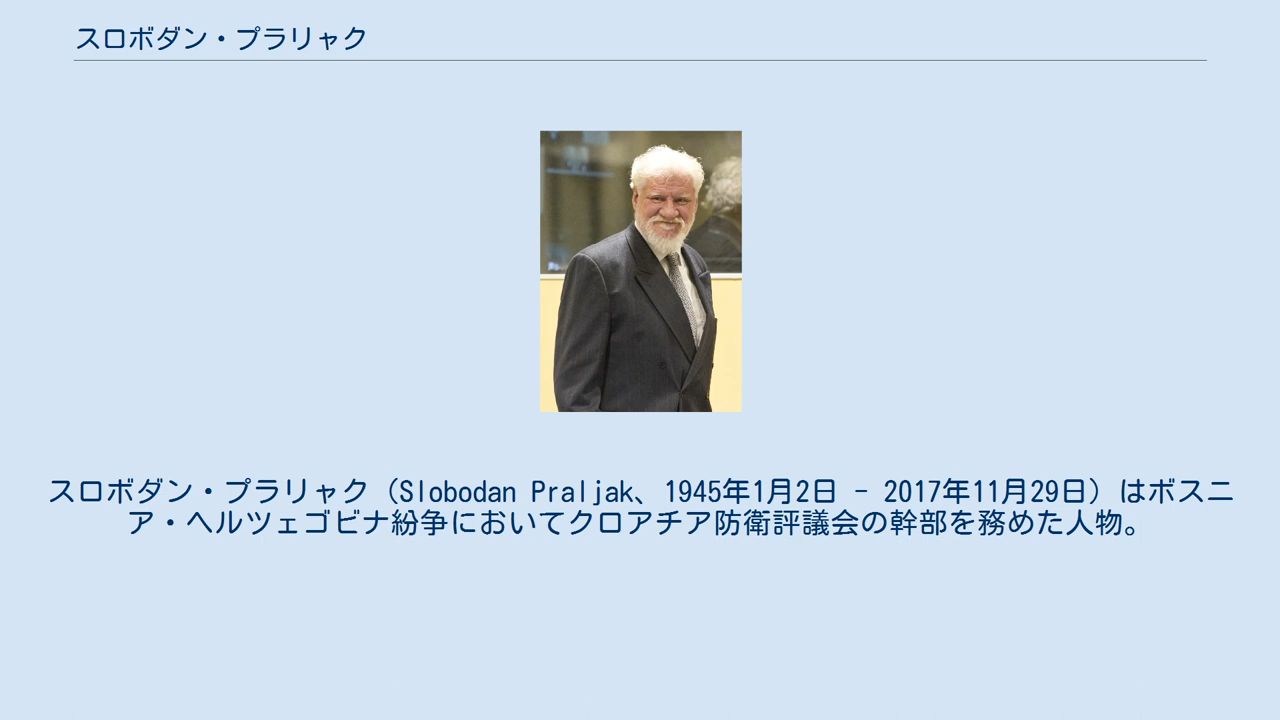 スロボダン・プラリャク
スロボダン・プラリャク（Slobodan Praljak、1945年1月2日 - 2017年11月29日）はボスニ
ア・ヘルツェゴビナ紛争においてクロアチア防衛評議会の幹部を務めた人物。